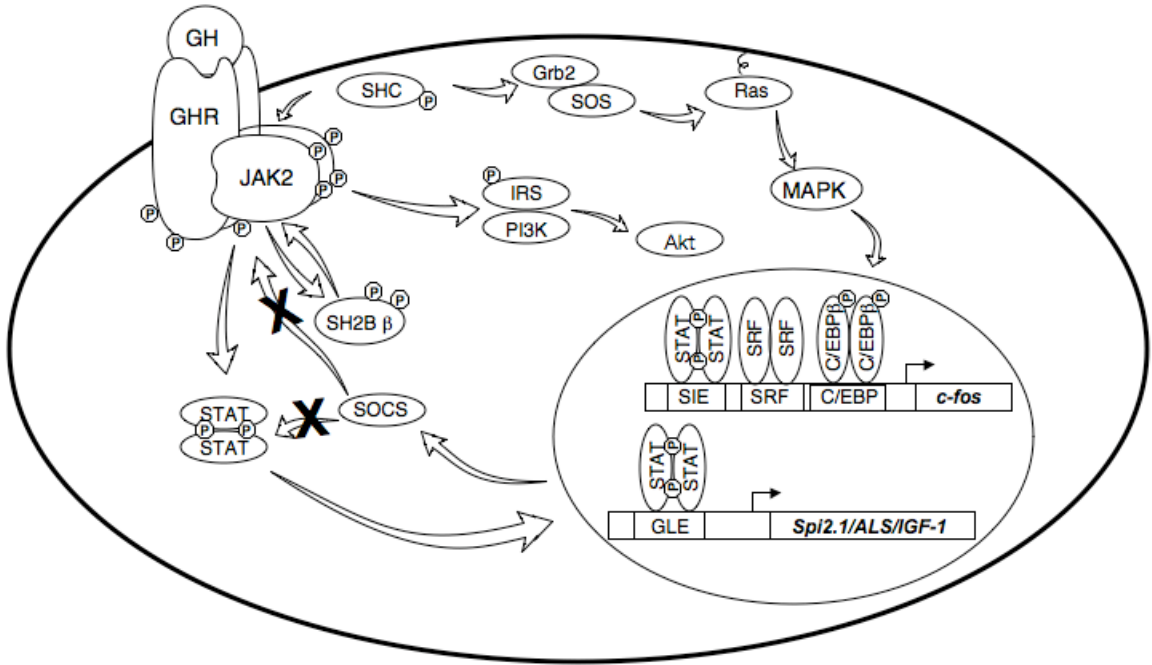 GH
GHR
JAK2
P
P
P
P
P
P
P
P
SHC
P
Grb2
SOS
Ras
MAPK
P
IRS
PI3K
Akt
P
P
SH2B β
X
SOCS
X
STAT
P
P
STAT
STAT
P
P
STAT
SRF
SRF
C/EBPβ
P
C/EBPβ
P
SIE
SRF
C/EBP
c-fos
STAT
P
P
STAT
GLE
Spi2.1/ALS/IGF-1